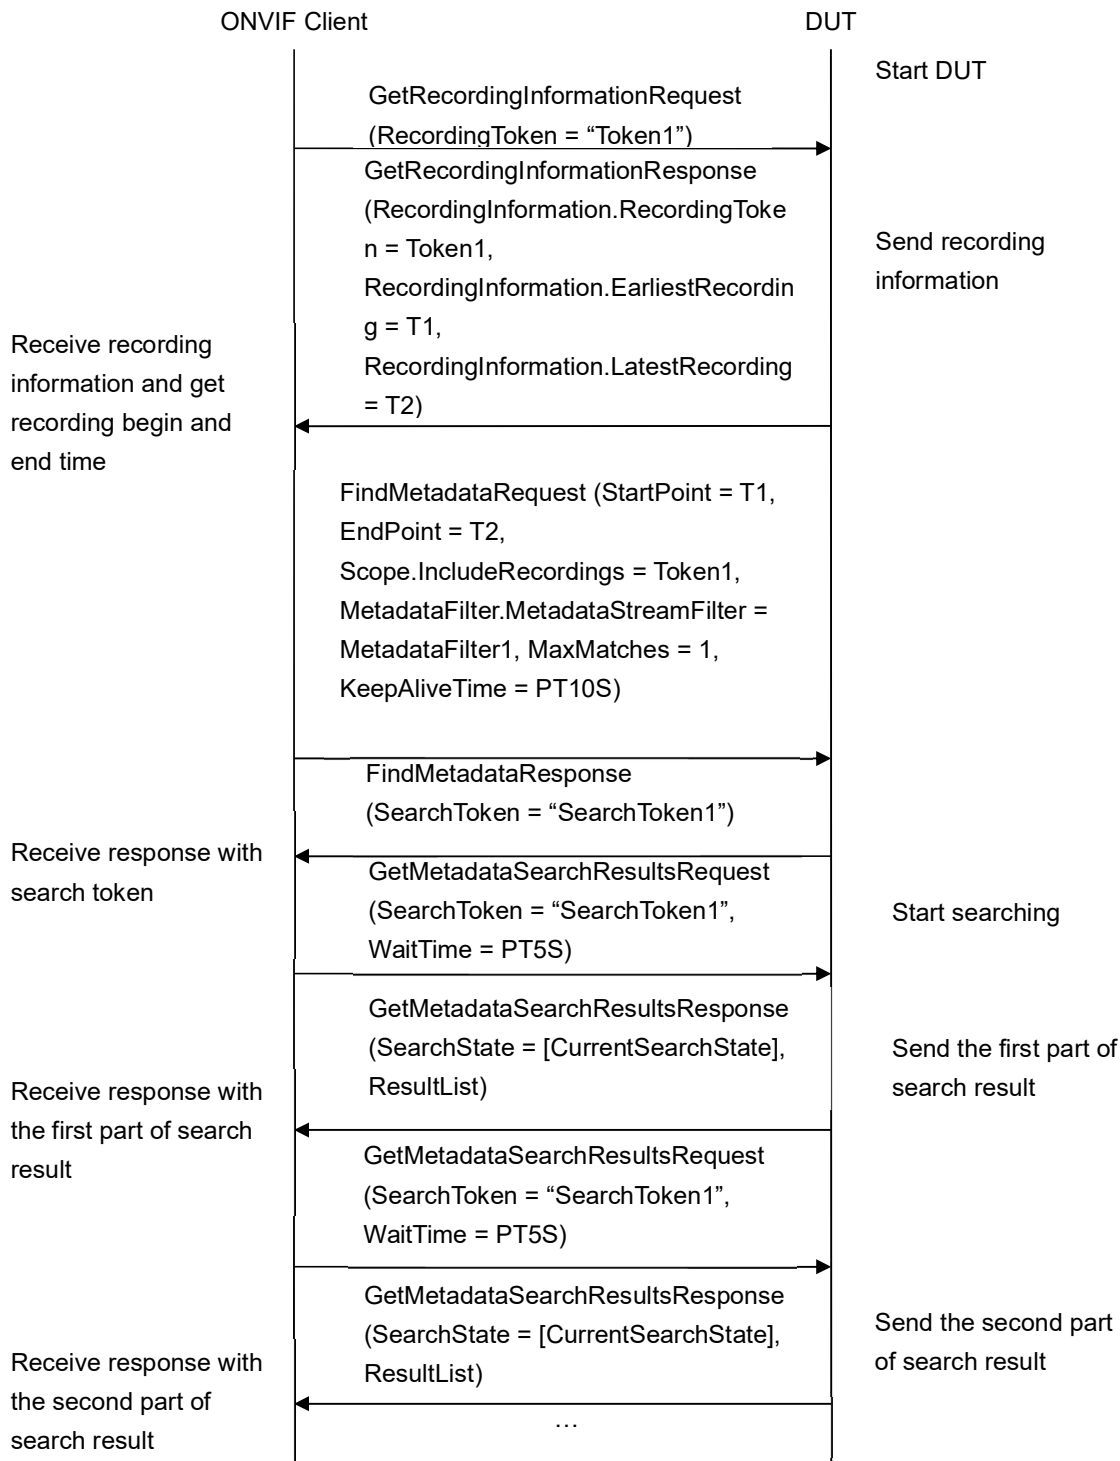 ONVIF Client
DUT
Start DUT
GetRecordingInformationRequest
(RecordingToken = “Token1”)
GetRecordingInformationResponse
(RecordingInformation.RecordingToke
n = Token1,
RecordingInformation.EarliestRecordin
g = T1,
RecordingInformation.LatestRecording
= T2)
Send recording
information
Receive recording
information and get
recording begin and
end time
FindMetadataRequest (StartPoint = T1,
EndPoint = T2,
Scope.IncludeRecordings = Token1,
MetadataFilter.MetadataStreamFilter =
MetadataFilter1, MaxMatches = 1,
KeepAliveTime = PT10S)
FindMetadataResponse
(SearchToken = “SearchToken1”)
Receive response with
search token
GetMetadataSearchResultsRequest
(SearchToken = “SearchToken1”,
WaitTime = PT5S)
Start searching
GetMetadataSearchResultsResponse
(SearchState = [CurrentSearchState],
ResultList)
Send the first part of
search result
Receive response with
the first part of search
result
GetMetadataSearchResultsRequest
(SearchToken = “SearchToken1”,
WaitTime = PT5S)
GetMetadataSearchResultsResponse
(SearchState = [CurrentSearchState],
ResultList)
Send the second part
of search result
Receive response with
the second part of
search result
…